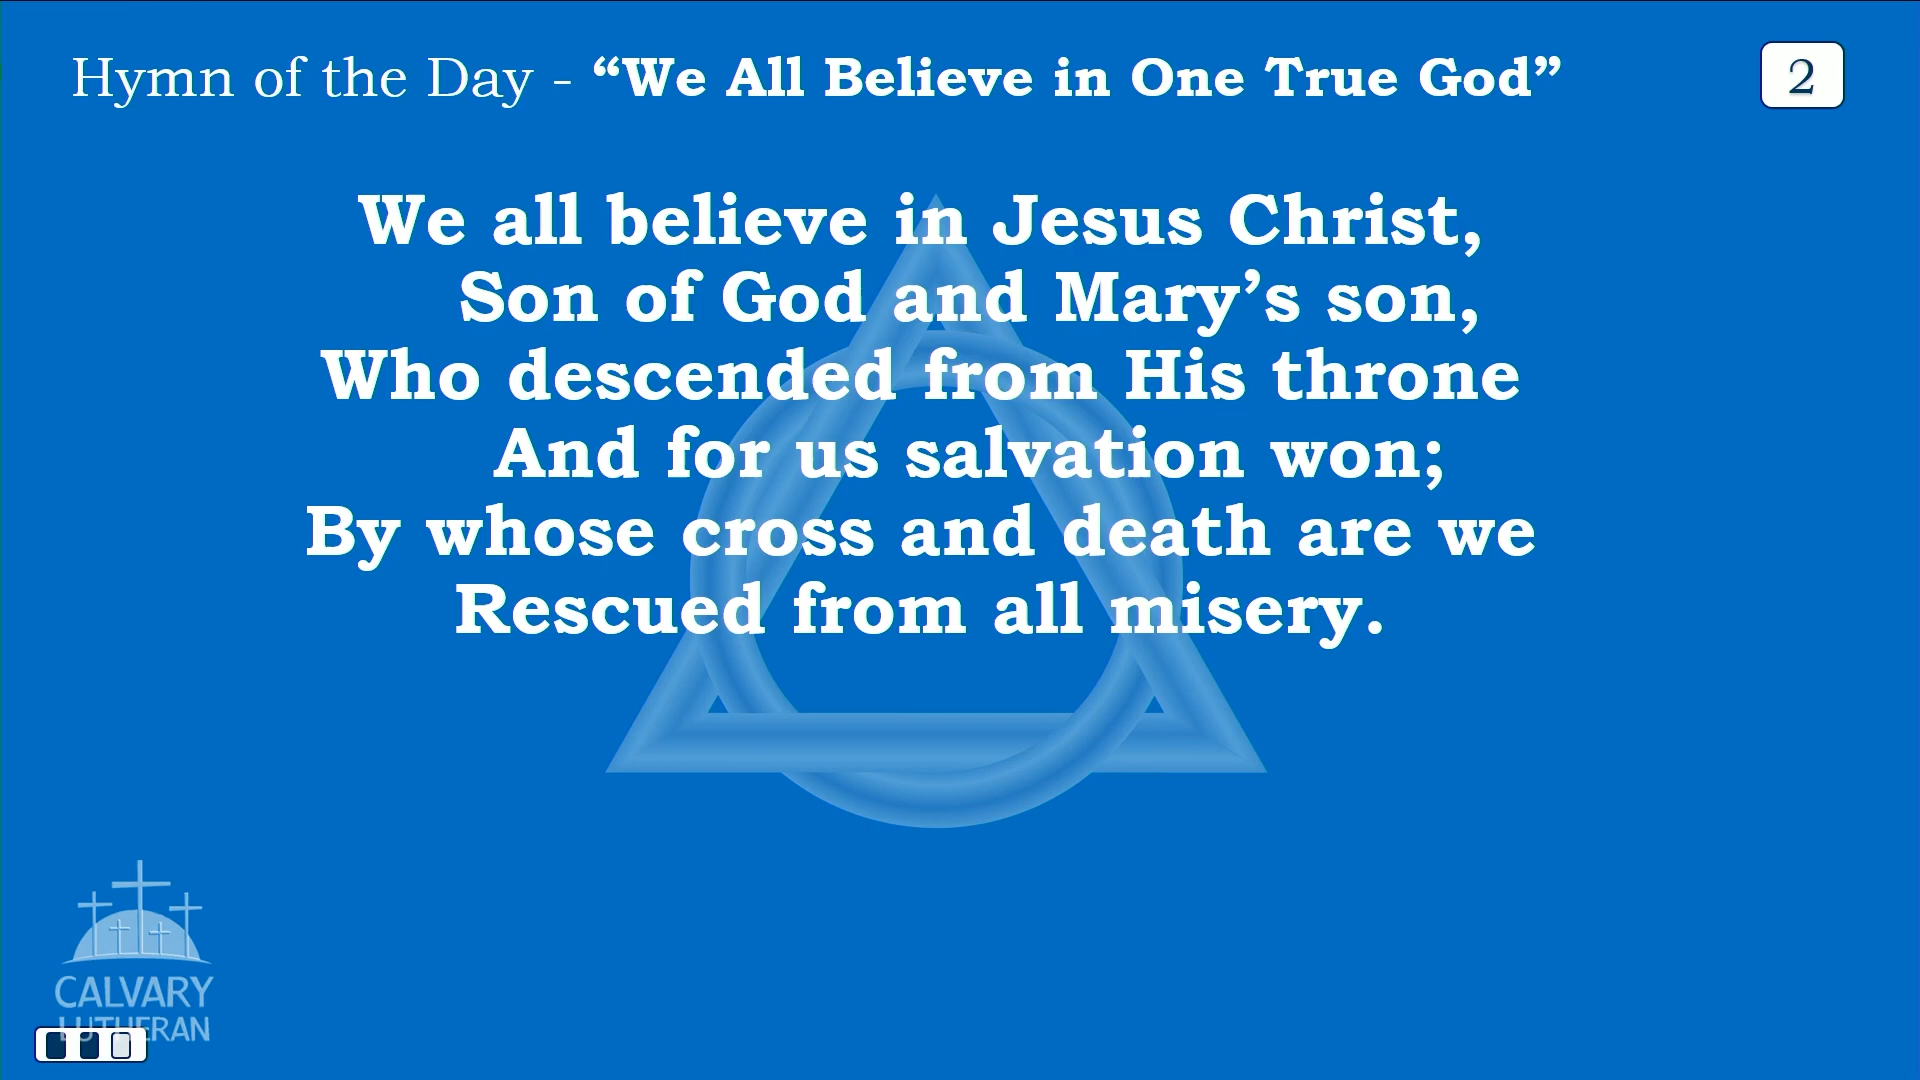 Hymn of the Day - “We All Believe in One True God”
2
We all believe in Jesus Christ,
Son of God and Mary’s son,
Who descended from His throne
And for us salvation won;
By whose cross and death are we
Rescued from all misery.
CALVARY
LUTHERAN